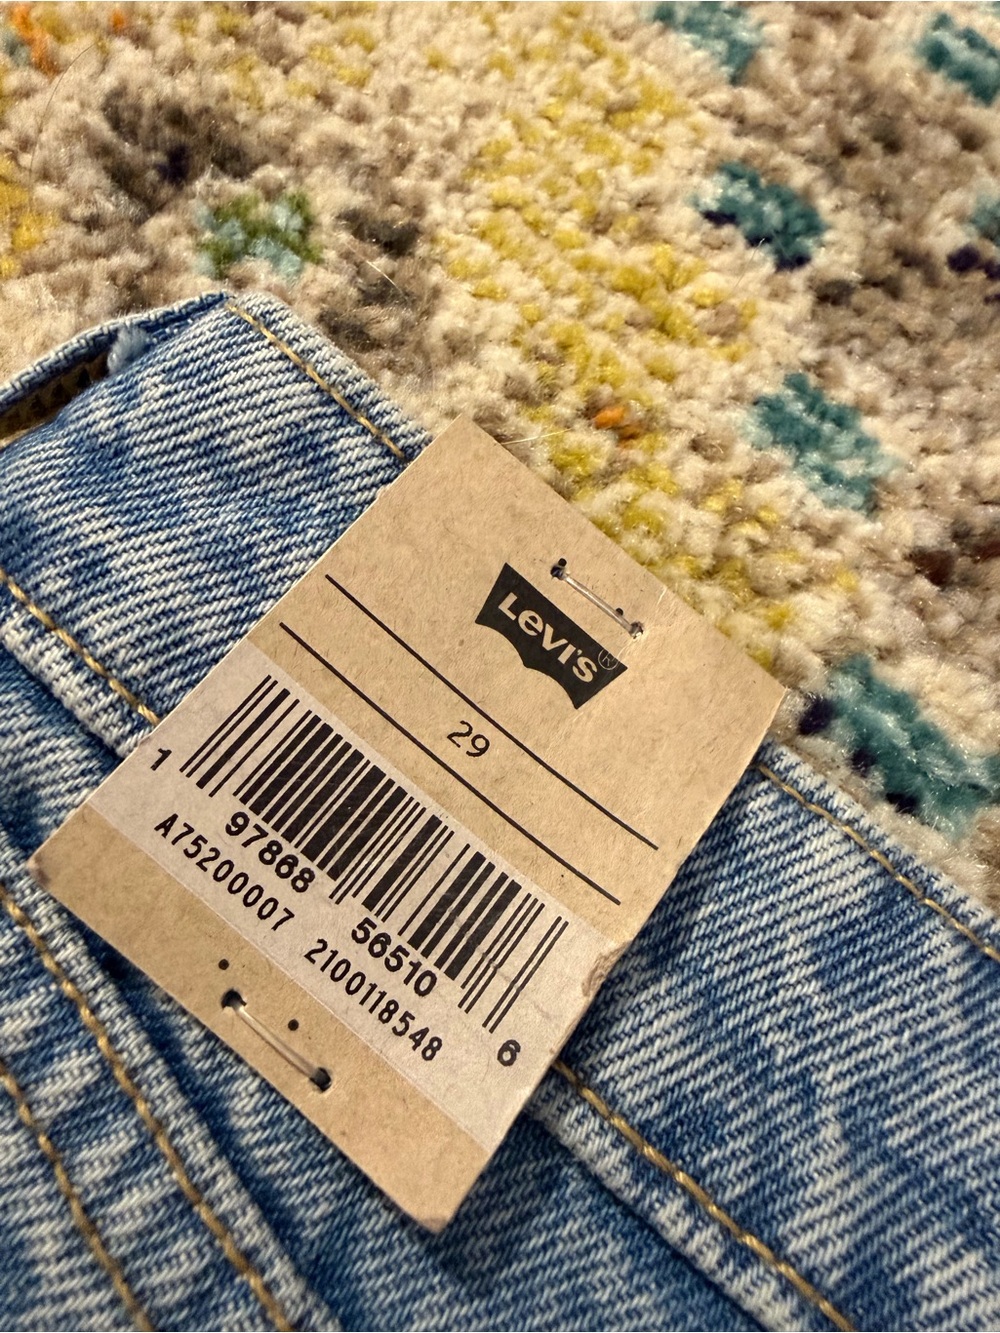 Levi's®
29
1 97868 56510 6
A75200007 2100118548